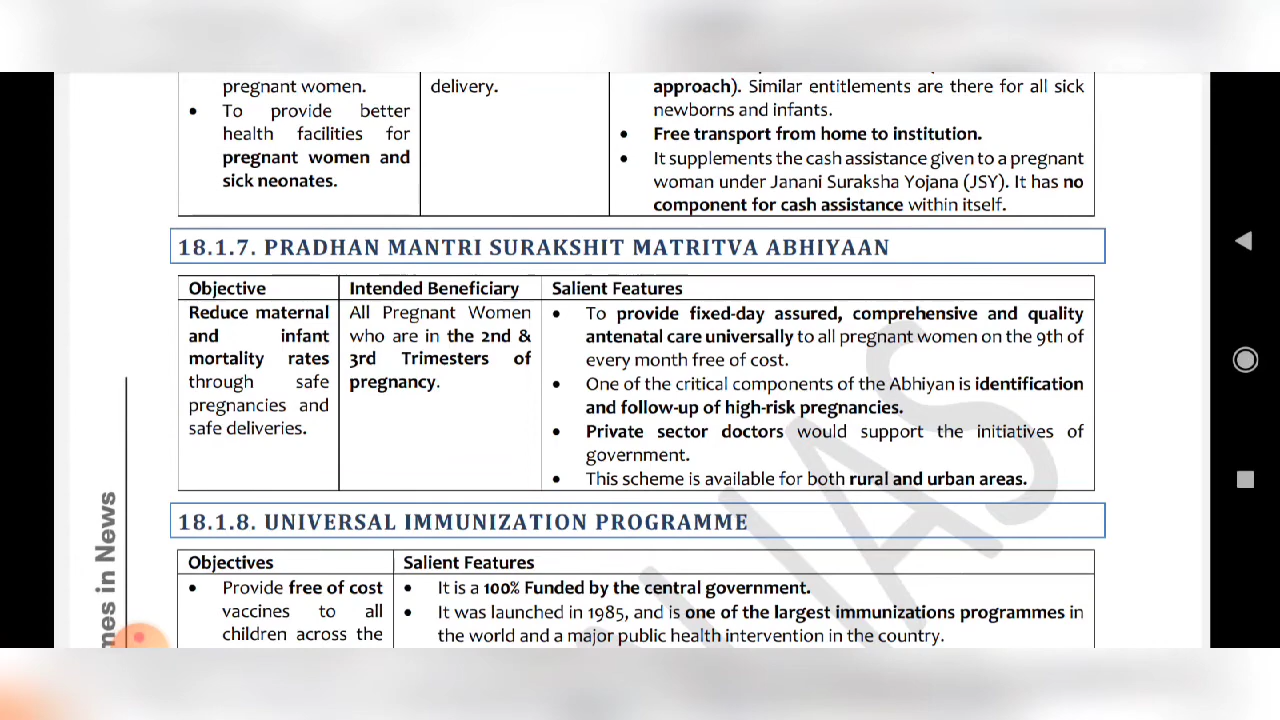 pregnant women.
• To provide better
health facilities for
pregnant women and
sick neonates.
delivery.
approach). Similar entitlements are there for all sick
newborns and infants.
• Free transport from home to institution.
• It supplements the cash assistance given to a pregnant
woman under Janani Suraksha Yojana (JSY). It has no
component for cash assistance within itself.
18.1.7. PRADHAN MANTRI SURAKSHIT MATRITVA ABHIYAAN
Objective
Reduce maternal
and infant
mortality rates
through safe
pregnancies and
safe deliveries.
Intended Beneficiary
All Pregnant Women
who are in the 2nd &
3rd Trimesters of
pregnancy.
Salient Features
• To provide fixed-day assured, comprehensive and quality
antenatal care universally to all pregnant women on the 9th of
every month free of cost.
• One of the critical components of the Abhiyan is identification
and follow-up of high-risk pregnancies.
• Private sector doctors would support the initiatives of
government.
• This scheme is available for both rural and urban areas.
18.1.8. UNIVERSAL IMMUNIZATION PROGRAMME
Objectives
• Provide free of cost
vaccines to all
children across the
Salient Features
• It is a 100% Funded by the central government.
• It was launched in 1985, and is one of the largest immunizations programmes in
the world and a major public health intervention in the country.
mes in News
IAS